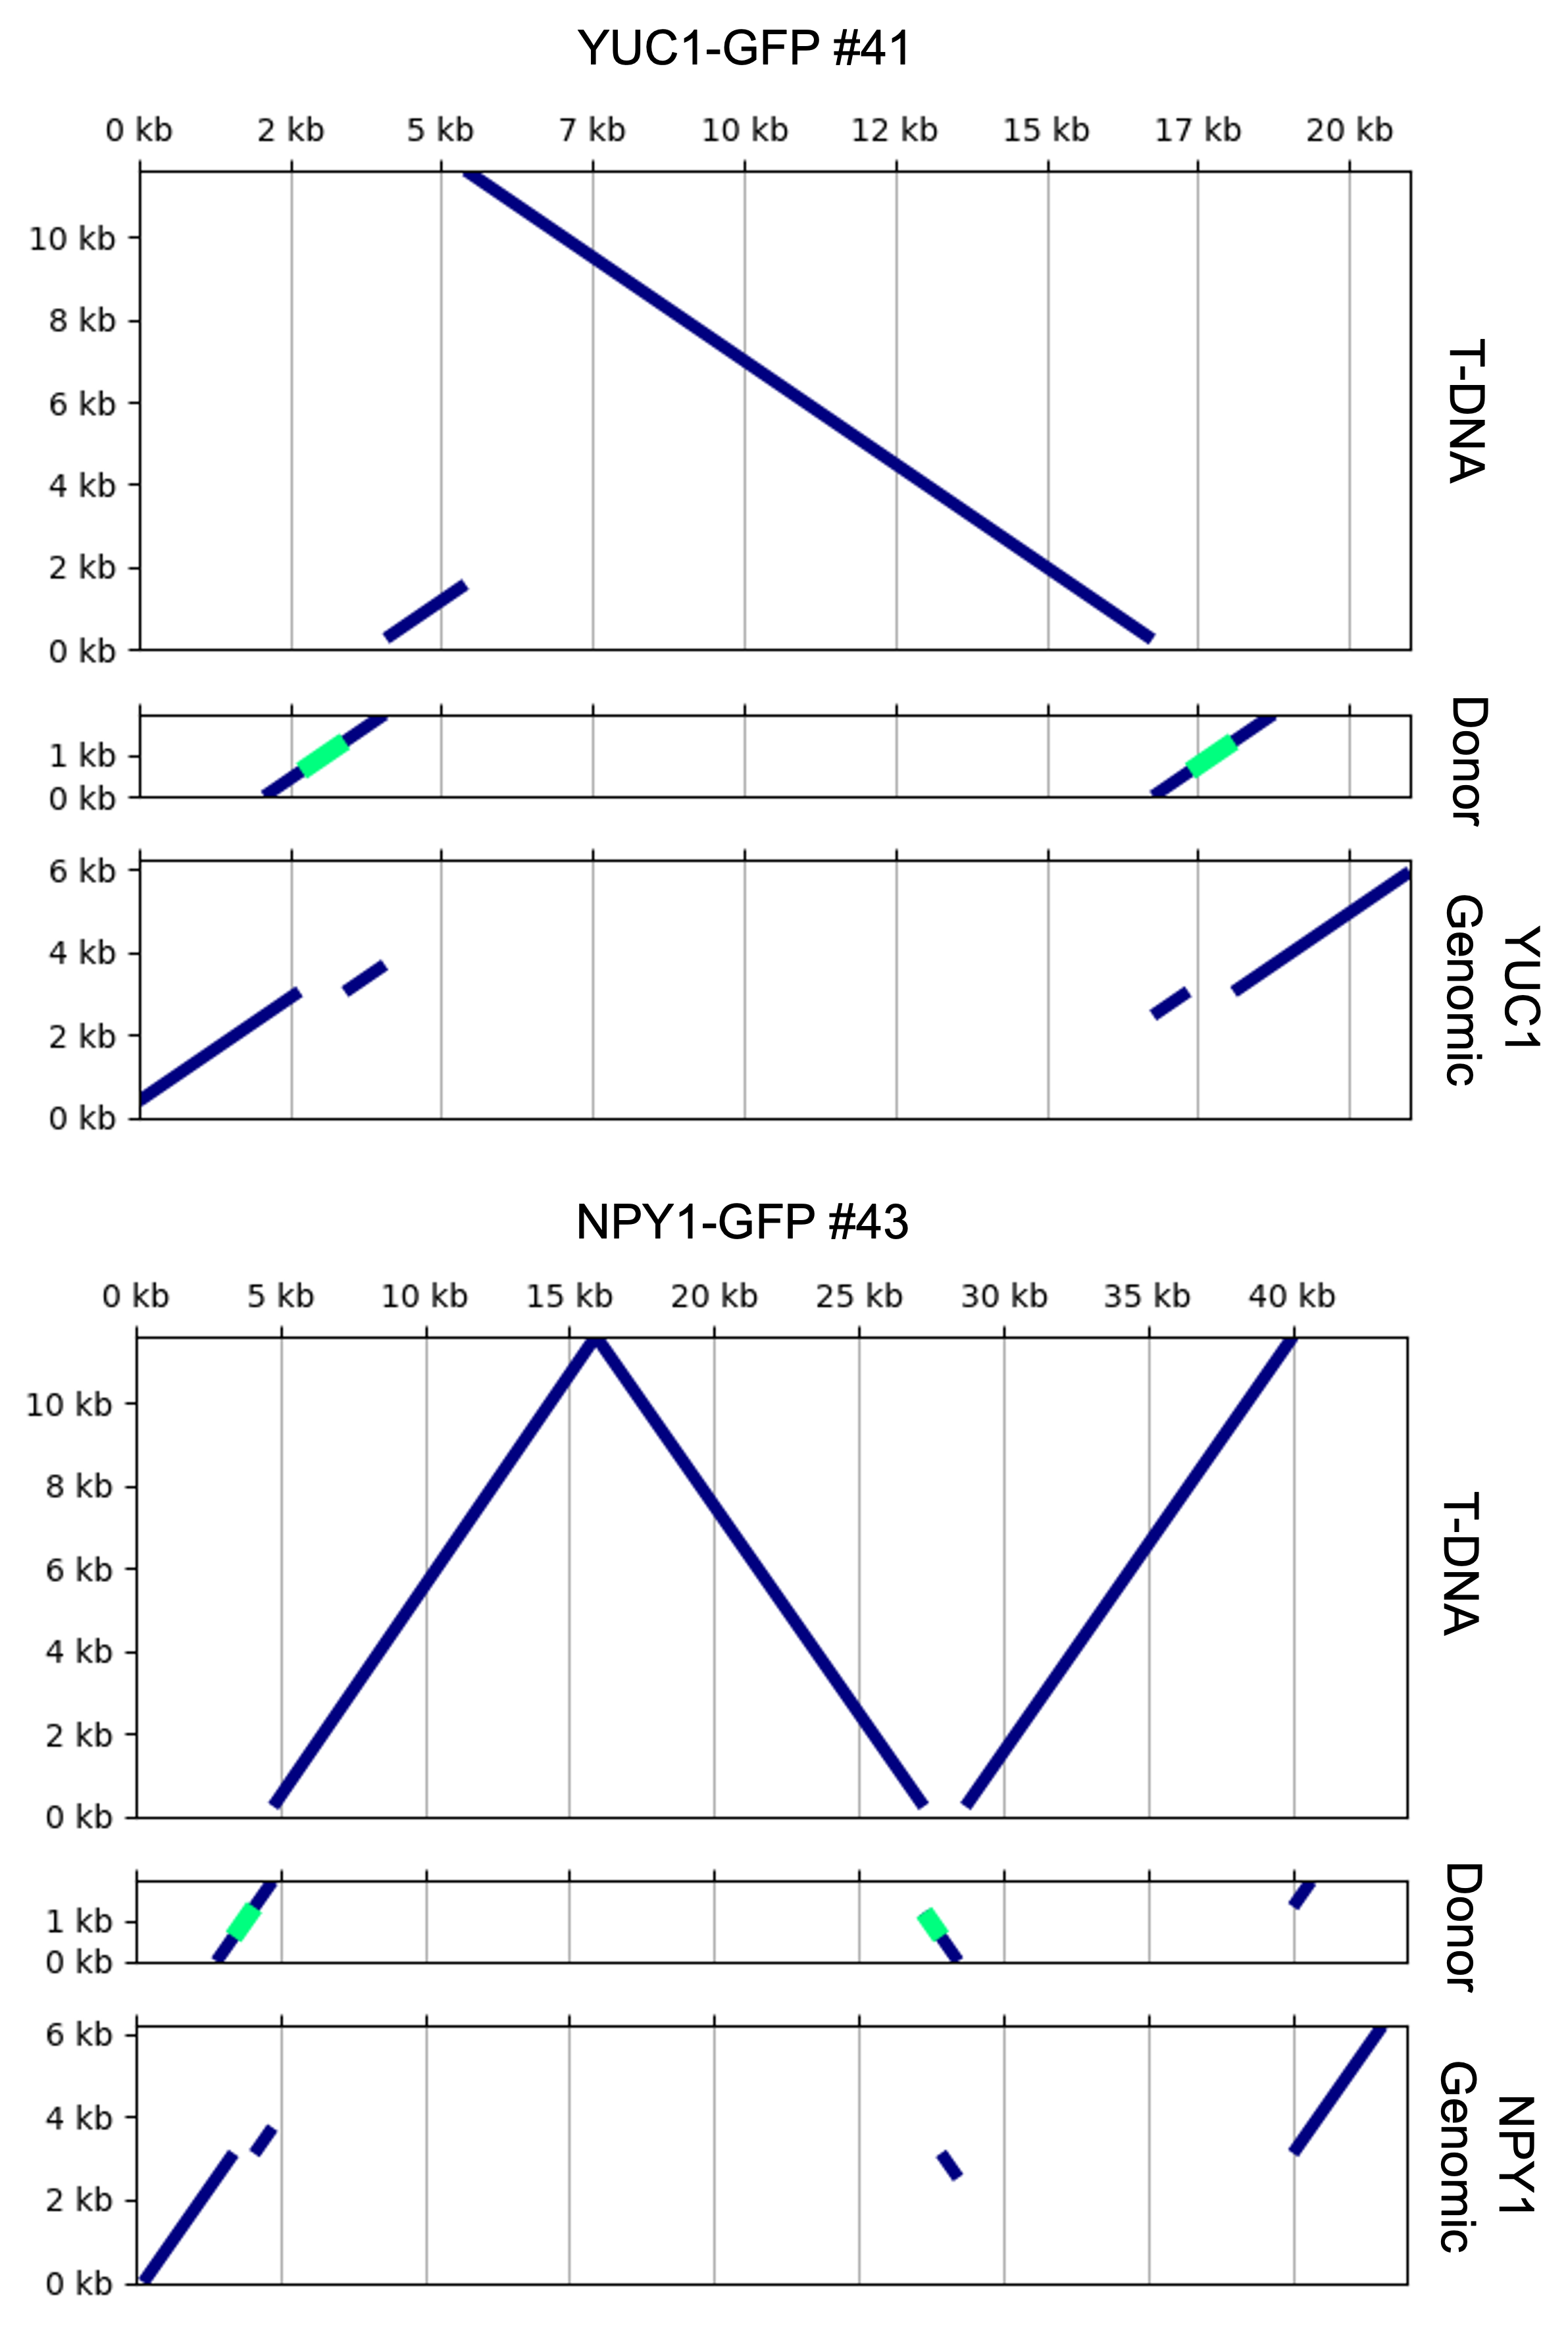 YUC1-GFP #41
0 kb 2 kb 5 kb 7 kb 10 kb 12 kb 15 kb 17 kb 20 kb
10 kb
8 kb
6 kb
4 kb
2 kb
0 kb
T-DNA
1 kb
0 kb
Donor
6 kb
4 kb
2 kb
0 kb
YUC1
Genomic
NPY1-GFP #43
0 kb 5 kb 10 kb 15 kb 20 kb 25 kb 30 kb 35 kb 40 kb
10 kb
8 kb
6 kb
4 kb
2 kb
0 kb
T-DNA
1 kb
0 kb
Donor
6 kb
4 kb
2 kb
0 kb
NPY1
Genomic